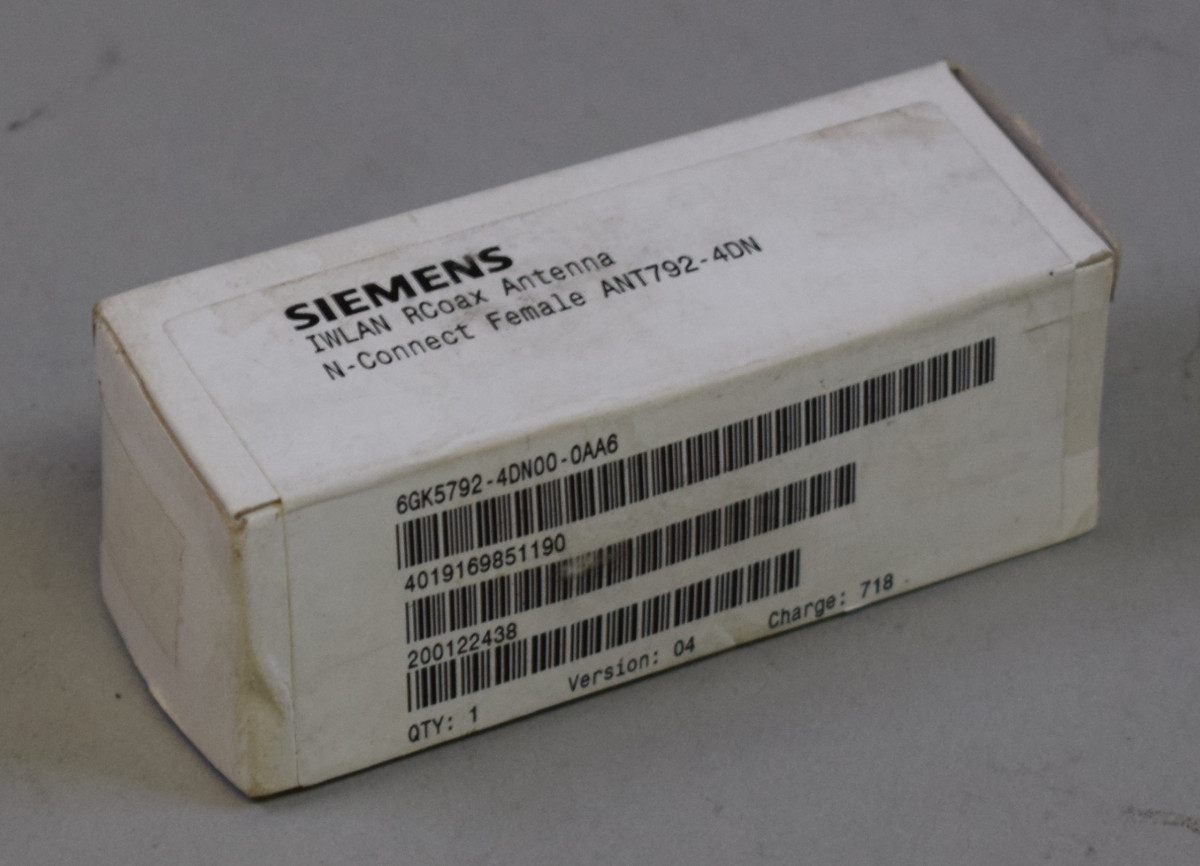 SIEMENS
IWLAN RCoax Antenna
N-Connect Female ANT792-4DN
6GK5792-4DN00-0AA6
4019169851190
200122438
QTY: 1 Version: 04 Charge: 718